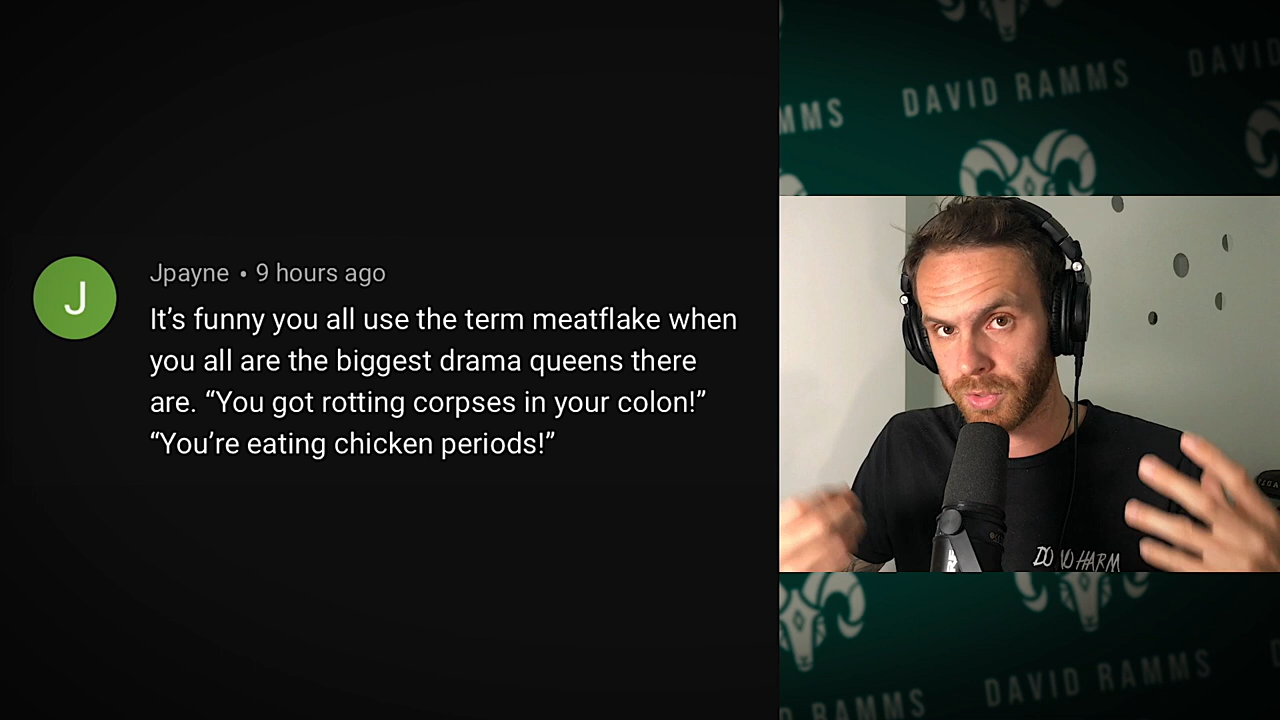 Jpayne • 9 hours ago
It’s funny you all use the term meatflake when
you all are the biggest drama queens there
are. “You got rotting corpses in your colon!”
“You’re eating chicken periods!”
J
DAVID RAMMS
DAVID
MMS
DO NO HARM
DAVID RAMMS
RAMMS